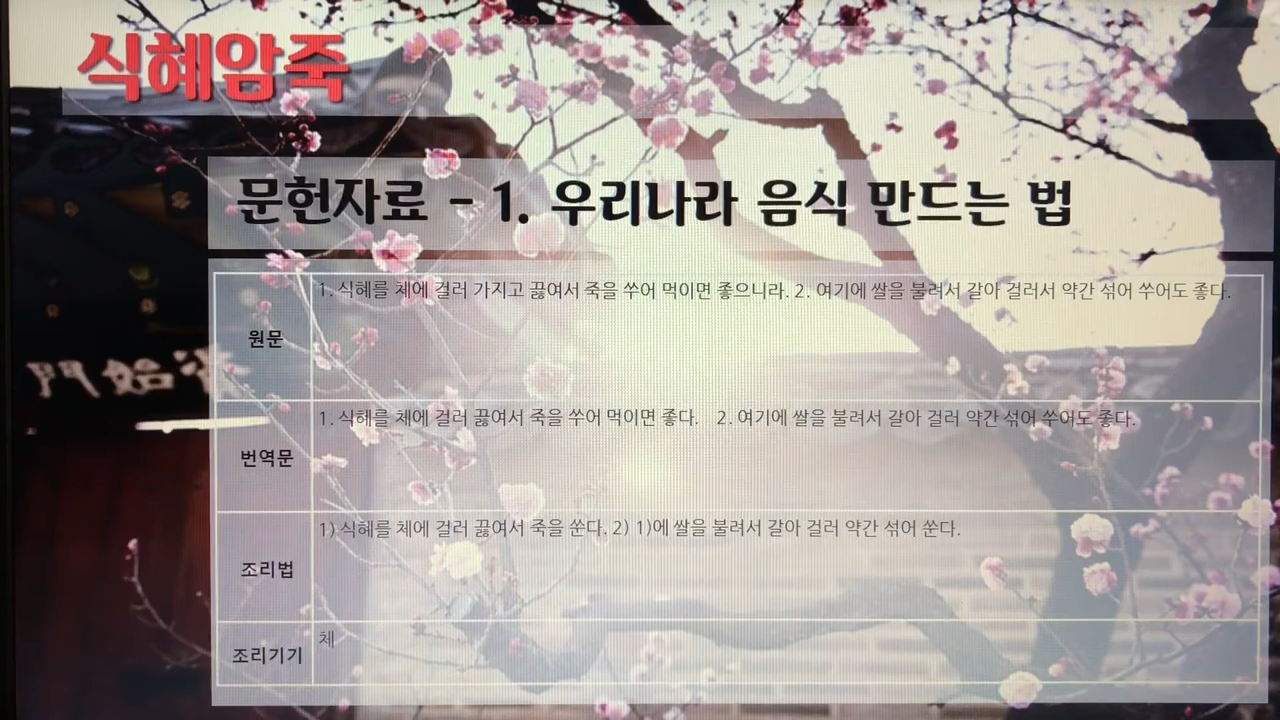 식혜암죽
문헌자료 - 1. 우리나라 음식 만드는 법
1. 식혜를 체에 걸러 가지고 끓여서 죽을 쑤어 먹이면 좋으니라. 2. 여기에 쌀을 불려서 갈아 걸러서 약간 섞어 쑤어도 좋다.
원문
1. 식혜를 체에 걸러 끓여서 죽을 쑤어 먹이면 좋다. 2. 여기에 쌀을 불려서 갈아 걸러 약간 섞어 쑤어도 좋다.
번역문
1) 식혜를 체에 걸러 끓여서 죽을 쑨다. 2) 1)에 쌀을 불려서 갈아 걸러 약간 섞어 쑨다.
조리법
체
조리기기
門始